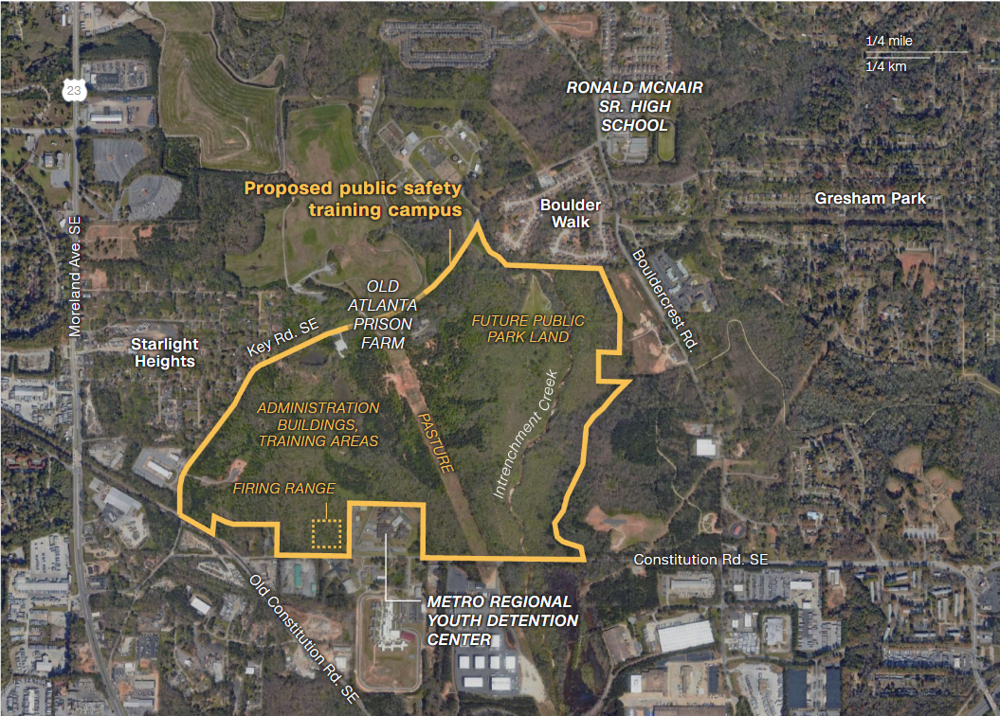 1/4 mile
1/4 km
23
RONALD MCNAIR
SR. HIGH
SCHOOL
Proposed public safety
training campus
Boulder
Walk
Gresham Park
Moreland Ave. SE
Bouldercrest Rd.
OLD
ATLANTA
PRISON
FARM
FUTURE PUBLIC
PARK LAND
Key Rd. SE
Starlight
Heights
ADMINISTRATION
BUILDINGS,
TRAINING AREAS
PASTURE
Intrenchment Creek
FIRING RANGE
Constitution Rd. SE
Old Constitution Rd. SE
METRO REGIONAL
YOUTH DETENTION
CENTER